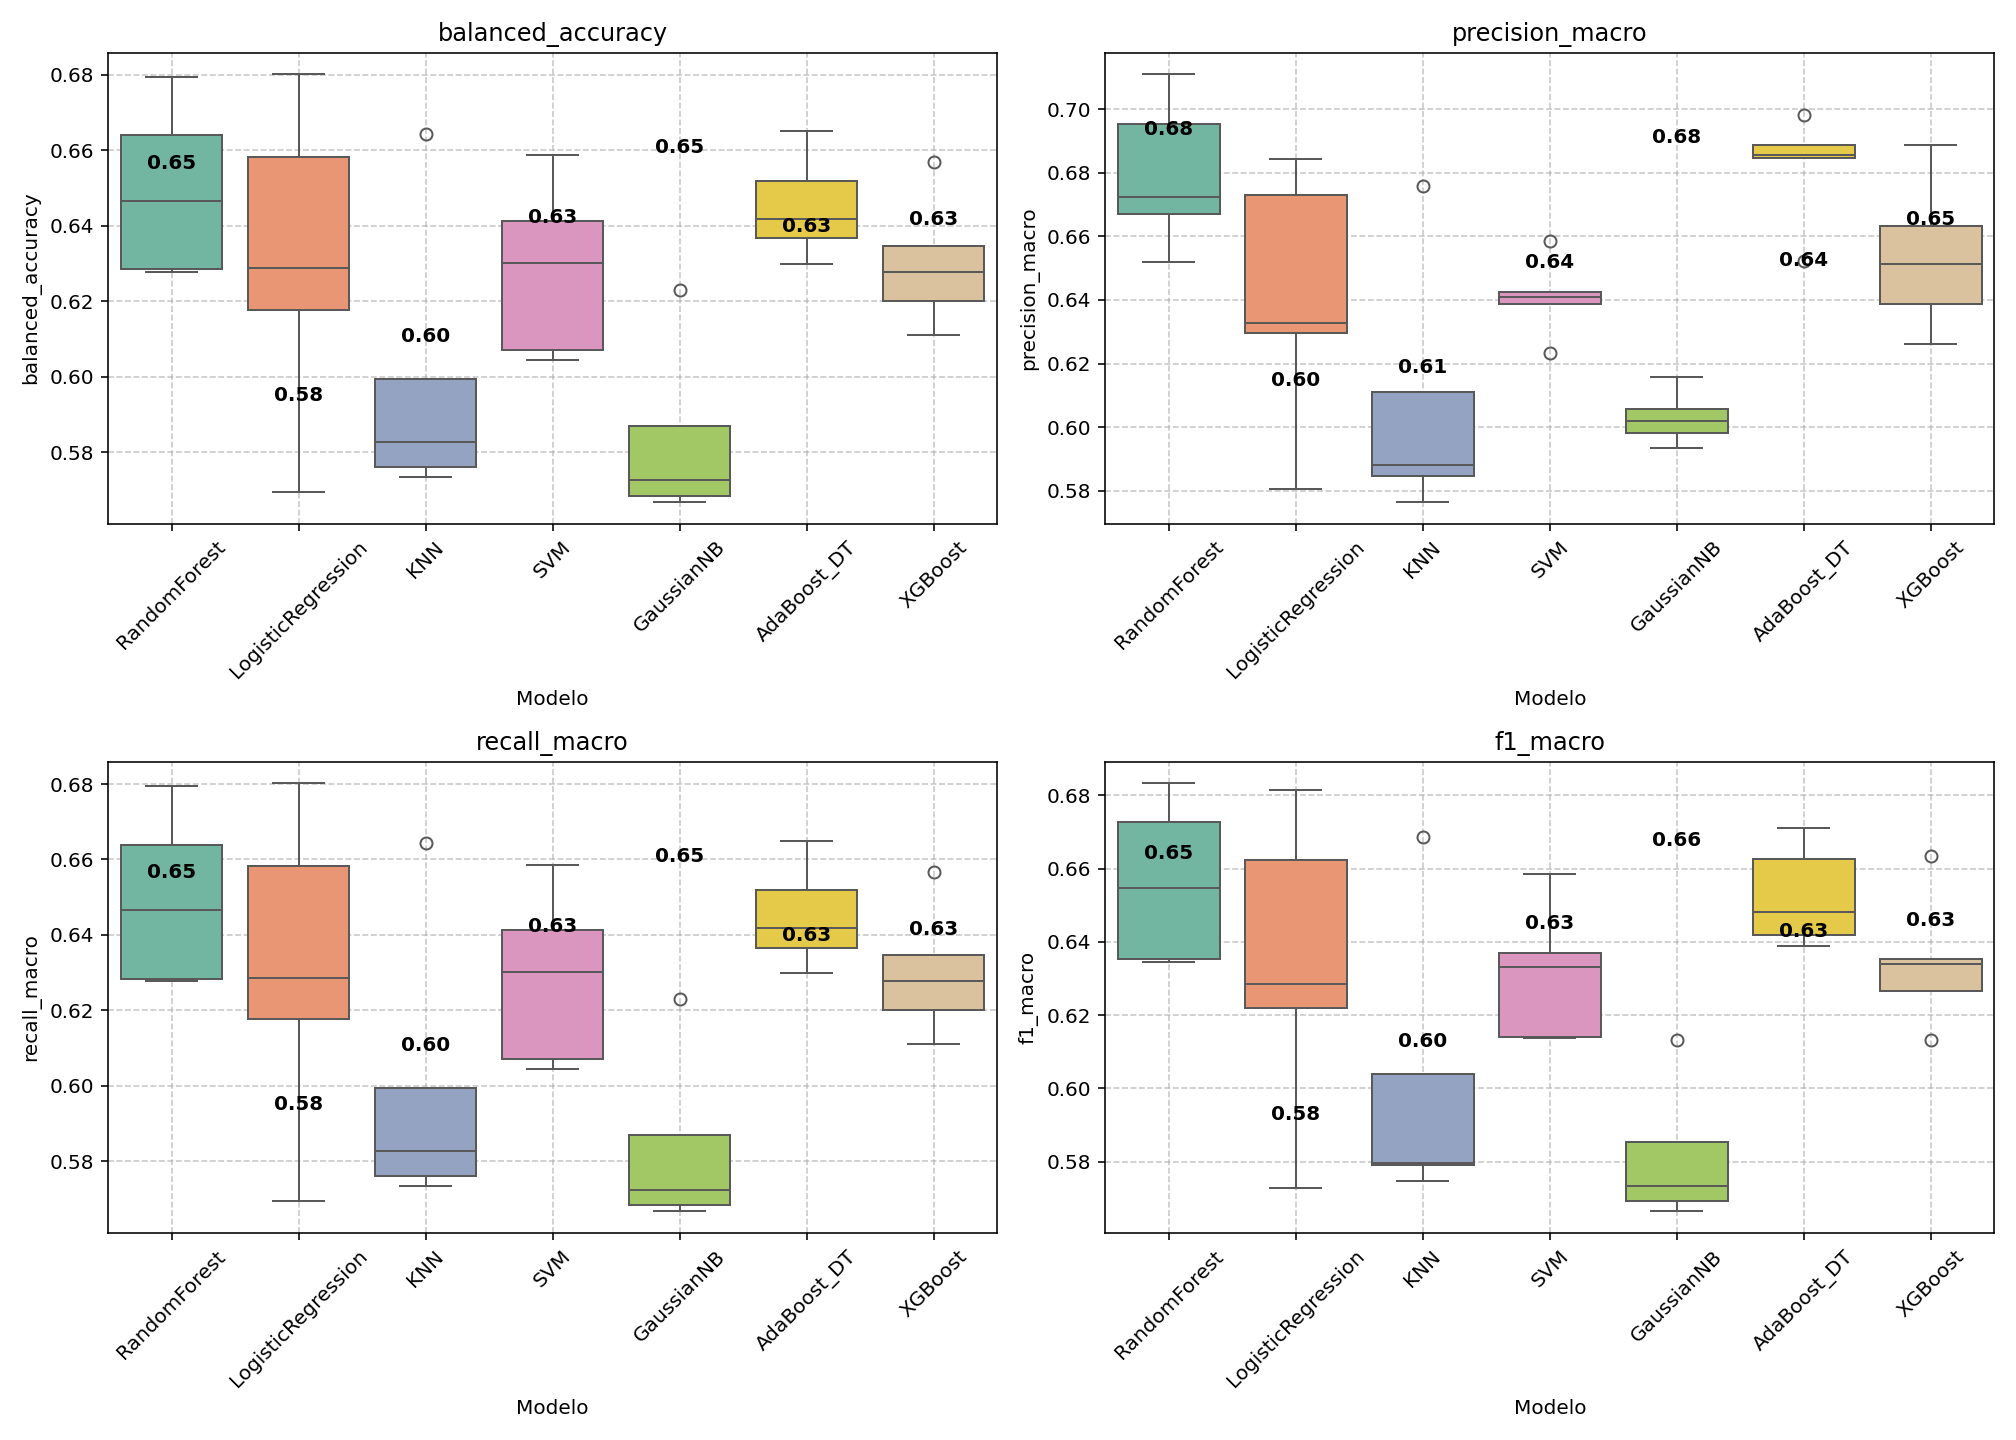 balanced_accuracy
balanced_accuracy
0.68
0.66
0.64
0.62
0.60
0.58
0.65
0.58
0.60
0.63
0.65
0.63
0.63
RandomForest
LogisticRegression
KNN
SVM
GaussianNB
AdaBoost_DT
XGBoost
Modelo
precision_macro
precision_macro
0.70
0.68
0.66
0.64
0.62
0.60
0.58
0.68
0.60
0.61
0.64
0.68
0.64
0.65
RandomForest
LogisticRegression
KNN
SVM
GaussianNB
AdaBoost_DT
XGBoost
Modelo
recall_macro
recall_macro
0.68
0.66
0.64
0.62
0.60
0.58
0.65
0.58
0.60
0.63
0.65
0.63
0.63
RandomForest
LogisticRegression
KNN
SVM
GaussianNB
AdaBoost_DT
XGBoost
Modelo
f1_macro
f1_macro
0.68
0.66
0.64
0.62
0.60
0.58
0.65
0.58
0.60
0.63
0.66
0.63
0.63
RandomForest
LogisticRegression
KNN
SVM
GaussianNB
AdaBoost_DT
XGBoost
Modelo